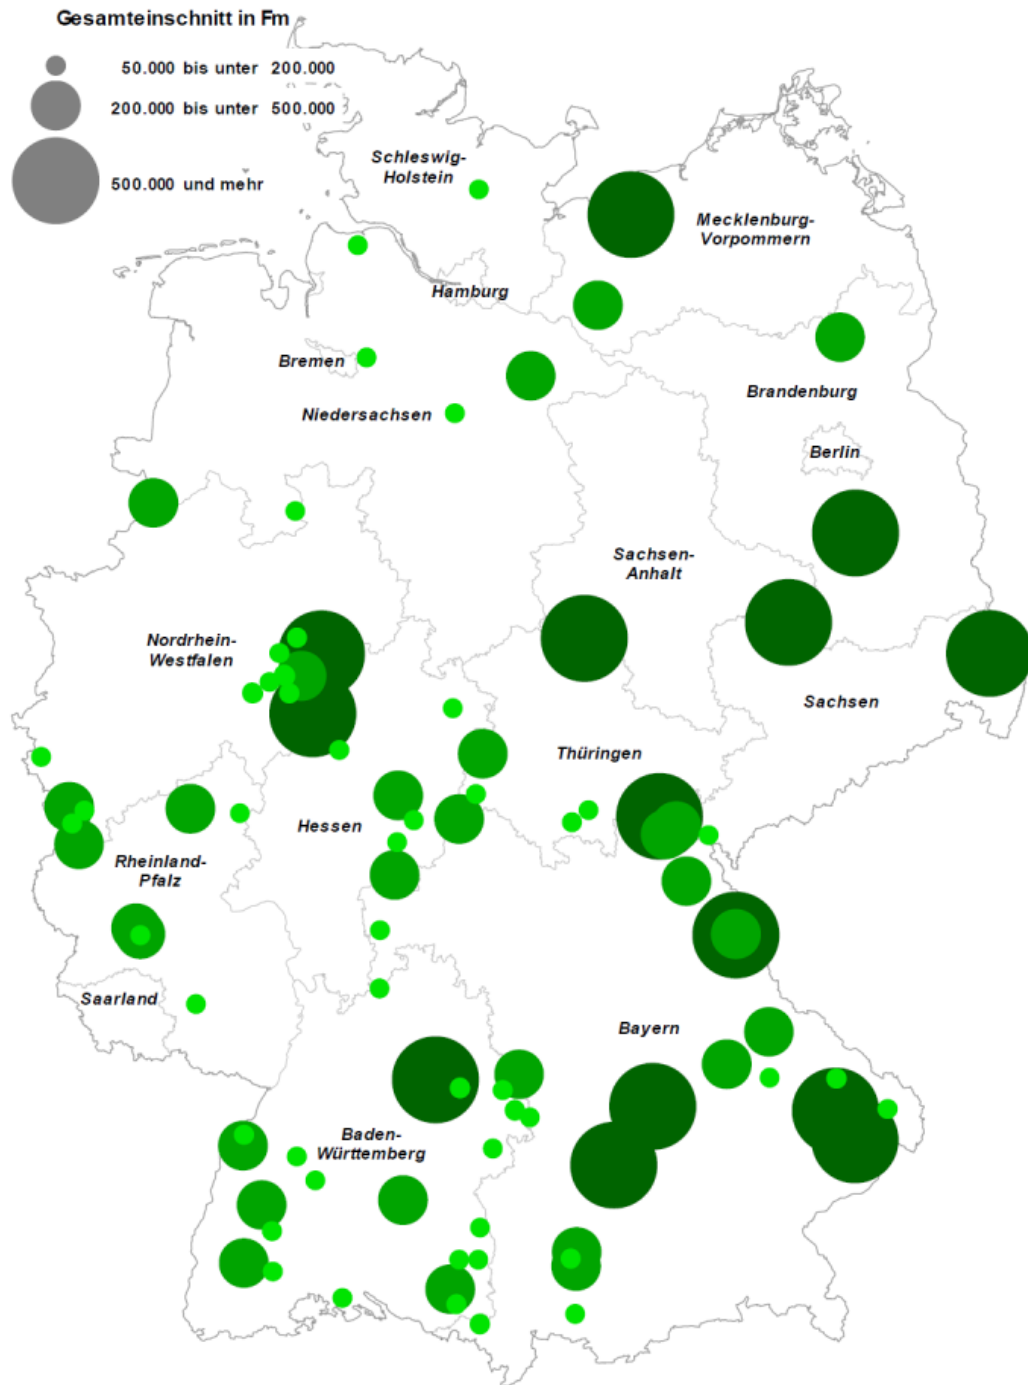 Gesamteinschnitt in Fm
50.000 bis unter 200.000
200.000 bis unter 500.000
500.000 und mehr
Schleswig-
Holstein
Mecklenburg-
Vorpommern
Hamburg
Bremen
Niedersachsen
Brandenburg
Berlin
Sachsen-
Anhalt
Nordrhein-
Westfalen
Sachsen
Thüringen
Hessen
Rheinland-
Pfalz
Saarland
Bayern
Baden-
Württemberg